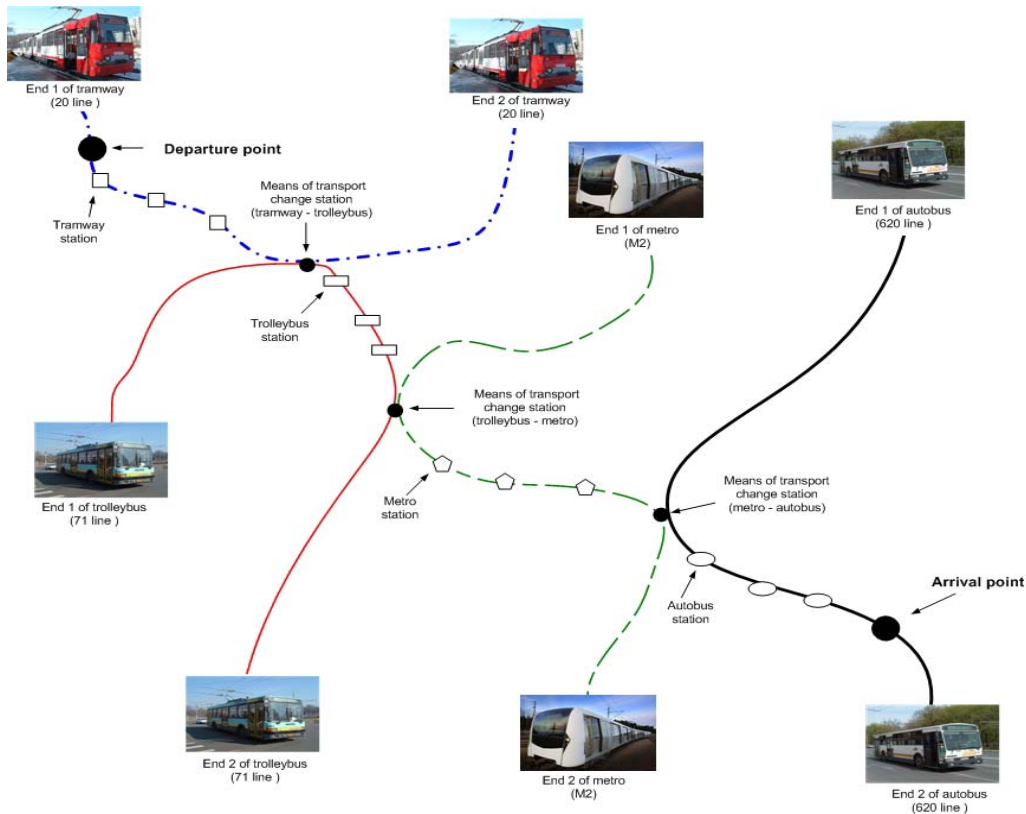 End 1 of tramway
(20 line )
End 2 of tramway
(20 line)
Departure point
Tramway
station
Means of transport
change station
(tramway - trolleybus)
End 1 of metro
(M2)
End 1 of autobus
(620 line )
Trolleybus
station
Means of transport
change station
(trolleybus - metro)
End 1 of trolleybus
(71 line )
Metro
station
Means of transport
change station
(metro - autobus)
Autobus
station
Arrival point
End 2 of trolleybus
(71 line )
End 2 of metro
(M2)
End 2 of autobus
(620 line )